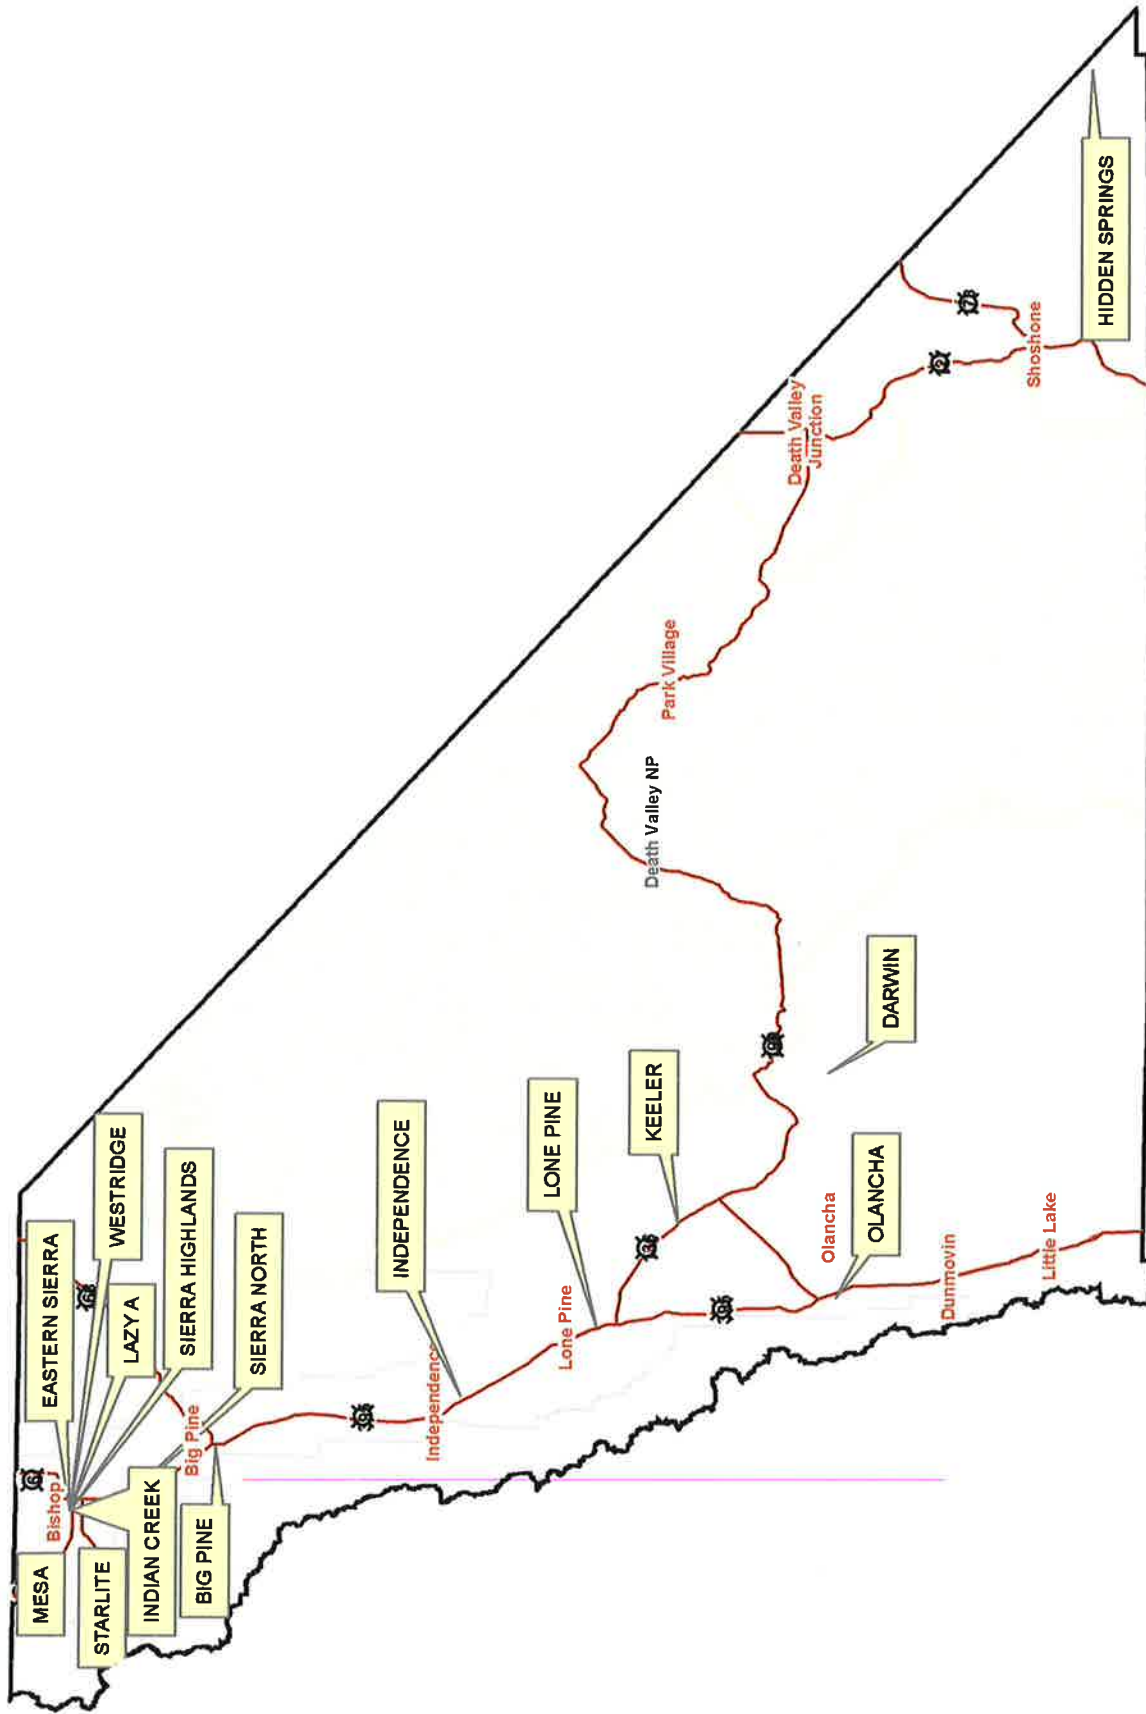 MESA
Bishop
EASTERN SIERRA
WESTRIDGE
LAZY A
SIERRA HIGHLANDS
SIERRA NORTH
STARLITE
INDIAN CREEK
Big Pine
BIG PINE
Independence
INDEPENDENCE
Lone Pine
LONE PINE
KEELER
Olancha
OLANCHA
DARWIN
Dunmovin
Little Lake
Death Valley NP
Park Village
Death Valley
Junction
Shoshone
HIDDEN SPRINGS